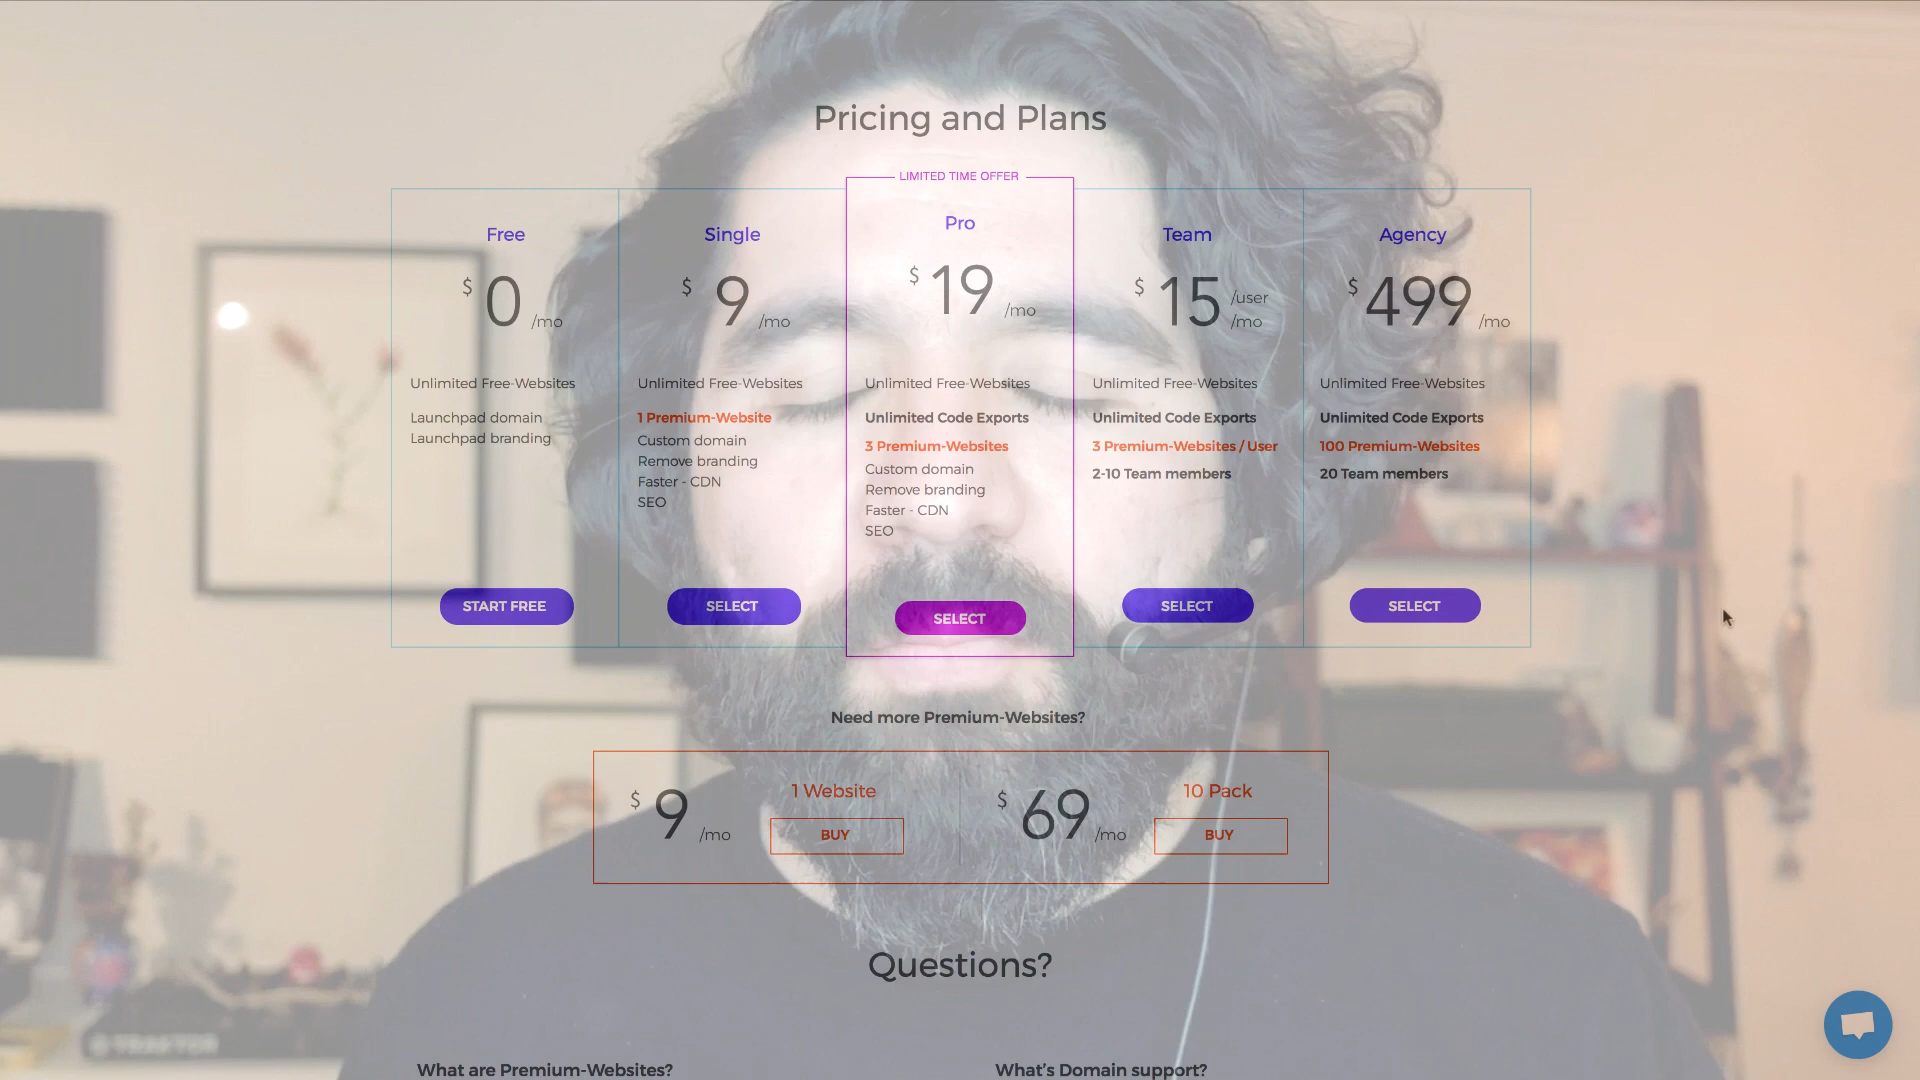 Pricing and Plans
LIMITED TIME OFFER
Free
$ 0 /mo
Unlimited Free-Websites
Launchpad domain
Launchpad branding
START FREE
Single
$ 9 /mo
Unlimited Free-Websites
1 Premium-Website
Custom domain
Remove branding
Faster - CDN
SEO
SELECT
Pro
$ 19 /mo
Unlimited Free-Websites
Unlimited Code Exports
3 Premium-Websites
Custom domain
Remove branding
Faster - CDN
SEO
SELECT
Team
$ 15 /user /mo
Unlimited Free-Websites
Unlimited Code Exports
3 Premium-Websites / User
2-10 Team members
SELECT
Agency
$ 499 /mo
Unlimited Free-Websites
Unlimited Code Exports
100 Premium-Websites
20 Team members
SELECT
Need more Premium-Websites?
$ 9 /mo
1 Website
BUY
$ 69 /mo
10 Pack
BUY
Questions?
TRAKTOR
What are Premium-Websites?
What's Domain support?